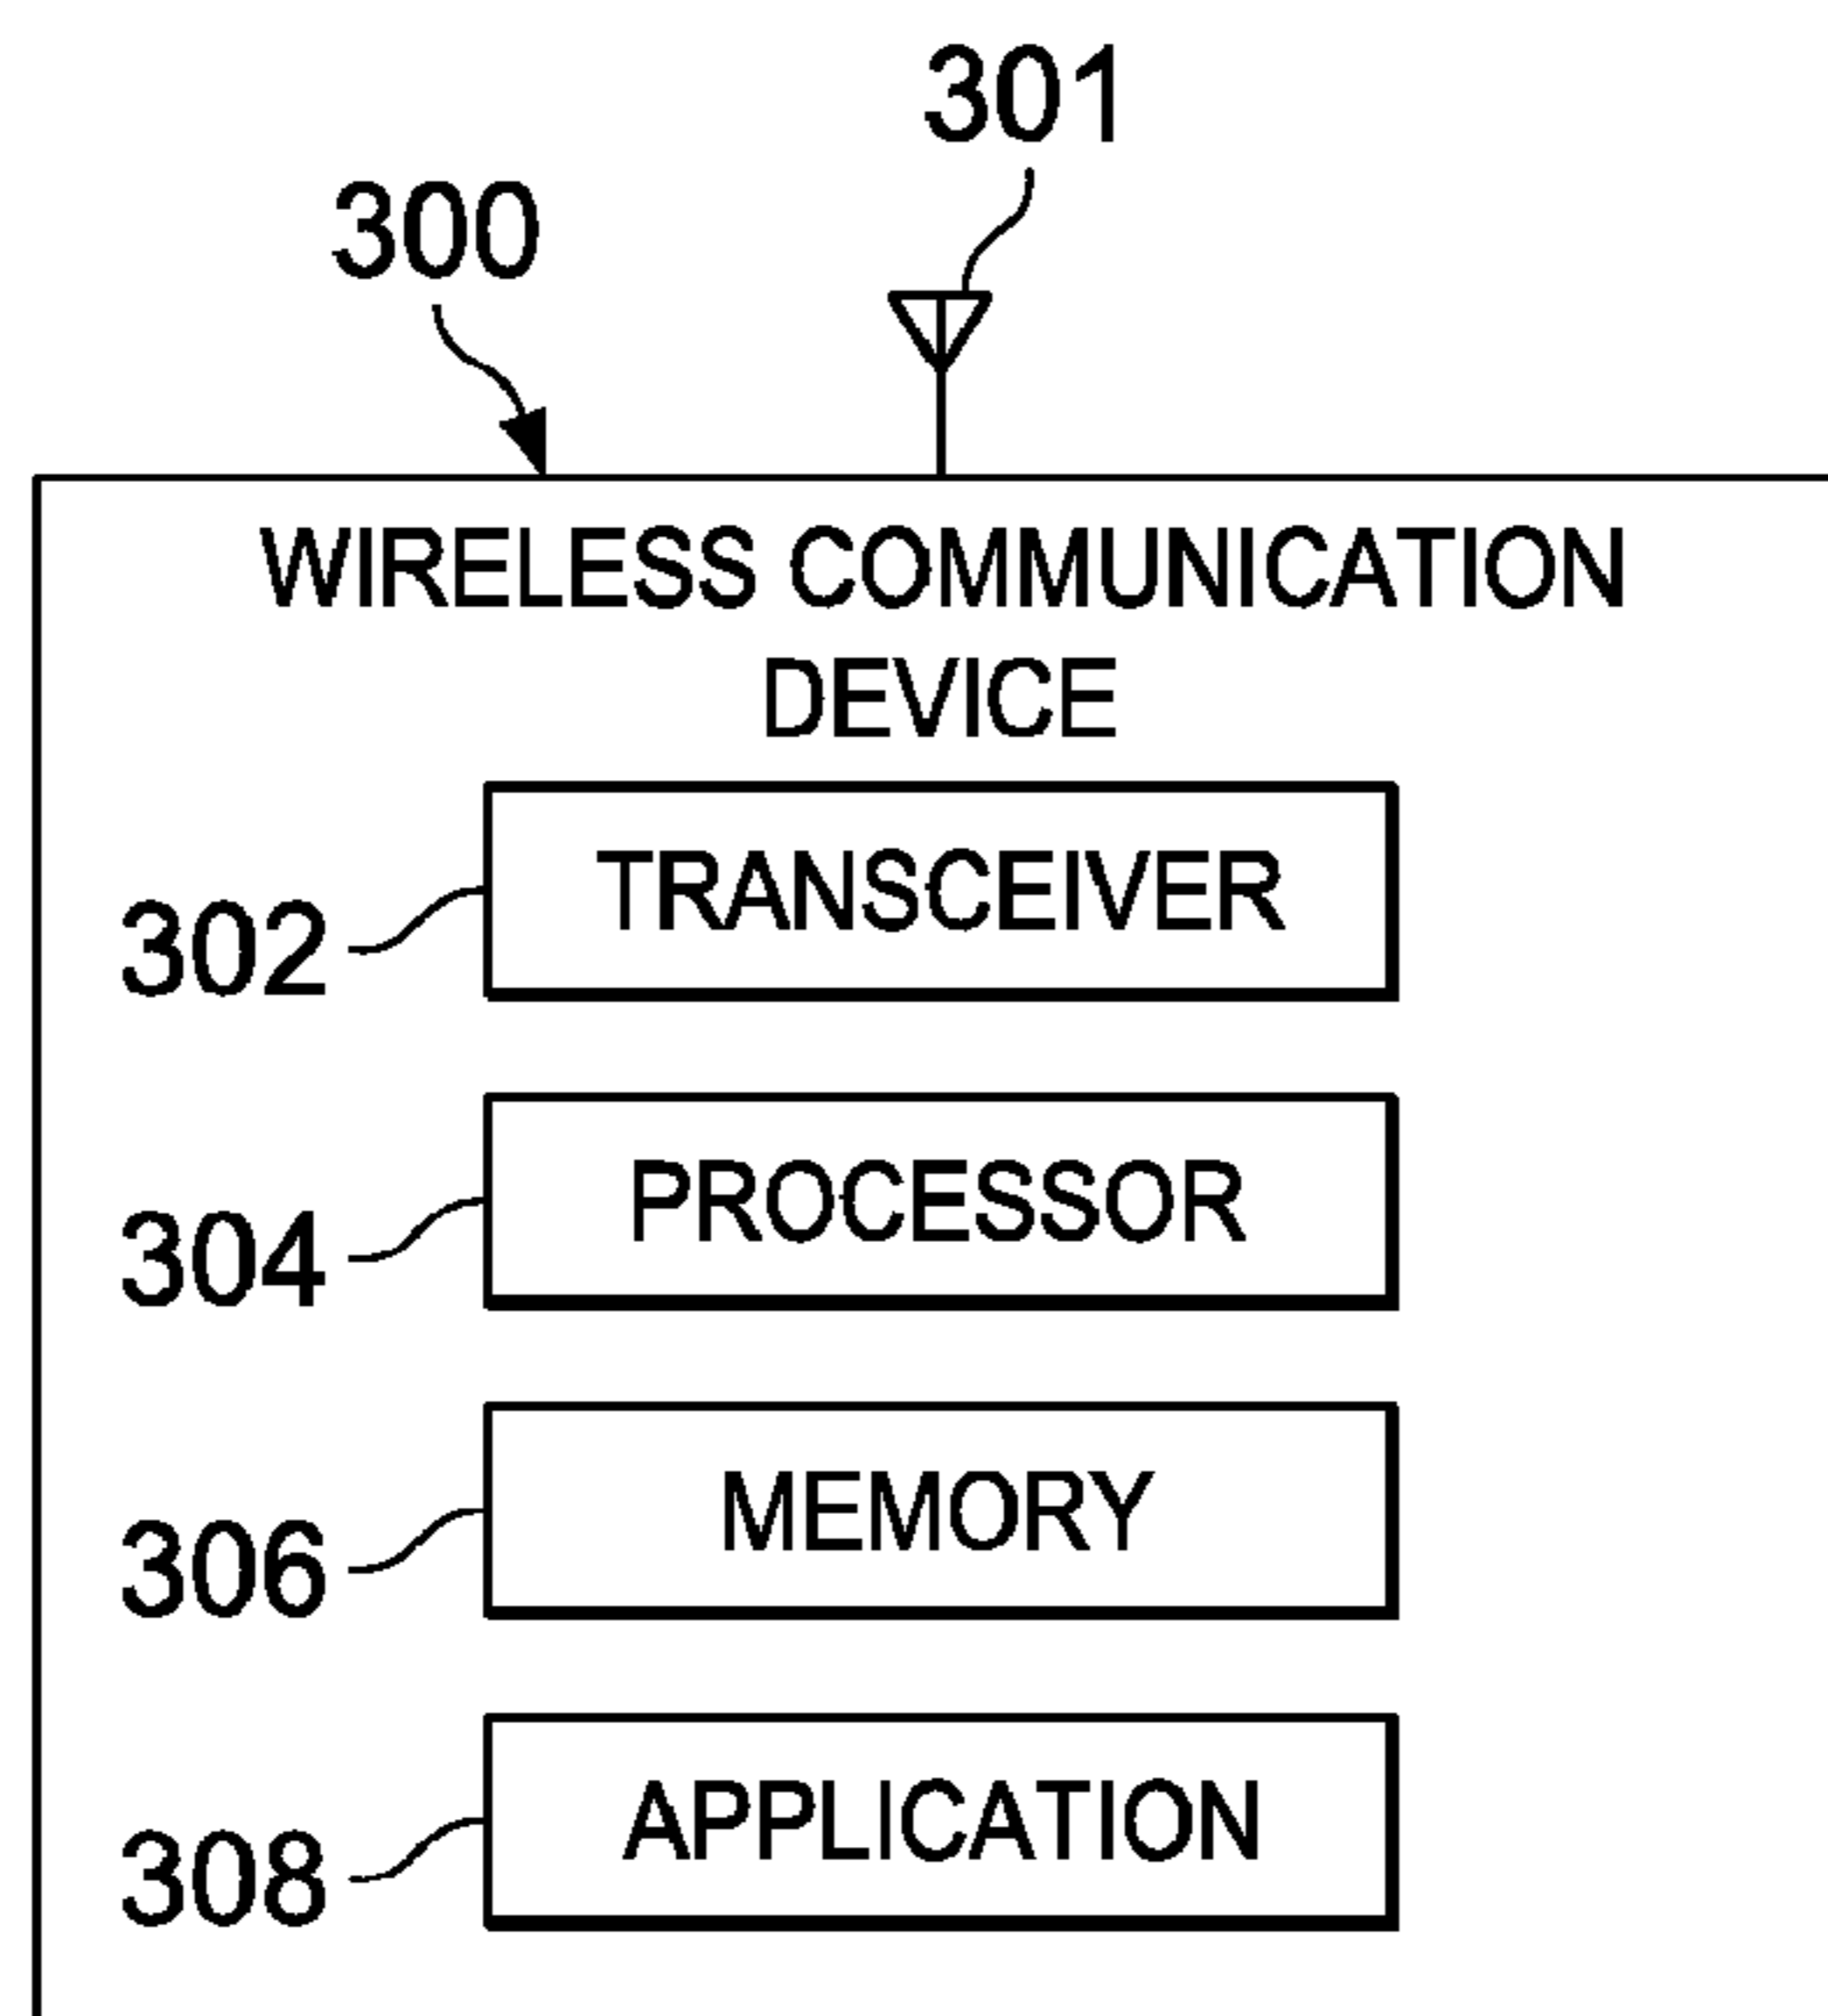 301
300
WIRELESS COMMUNICATION
DEVICE
TRANSCEIVER
302
PROCESSOR
304
MEMORY
306
APPLICATION
308